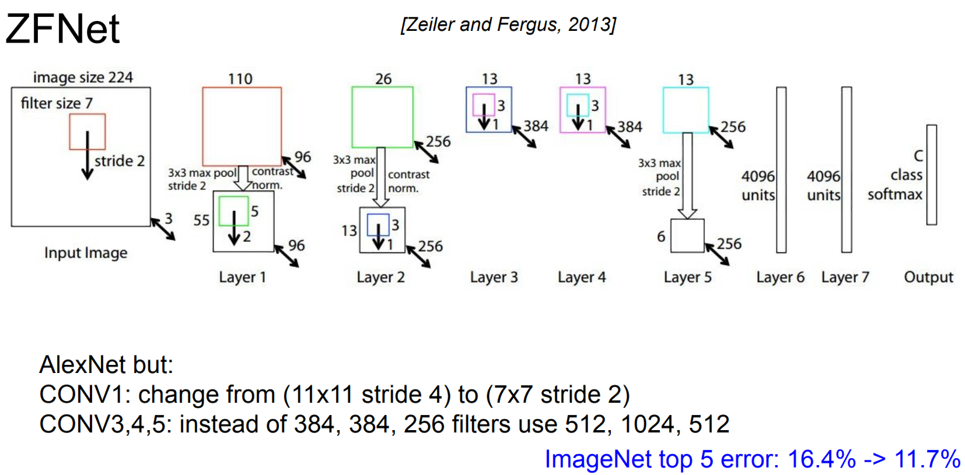 ZFNet
[Zeiler and Fergus, 2013]
image size 224
filter size 7
stride 2
3
Input Image
110
96
3x3 max pool
stride 2
contrast
norm.
55
5
2
96
Layer 1
26
256
3x3 max
pool
stride 2
contrast
norm.
13
3
1
256
Layer 2
13
3
1
384
Layer 3
13
3
1
384
Layer 4
13
256
3x3 max
pool
stride 2
6
256
Layer 5
4096
units
Layer 6
4096
units
Layer 7
C
class
softmax
Output
AlexNet but:
CONV1: change from (11x11 stride 4) to (7x7 stride 2)
CONV3,4,5: instead of 384, 384, 256 filters use 512, 1024, 512
ImageNet top 5 error: 16.4% -> 11.7%